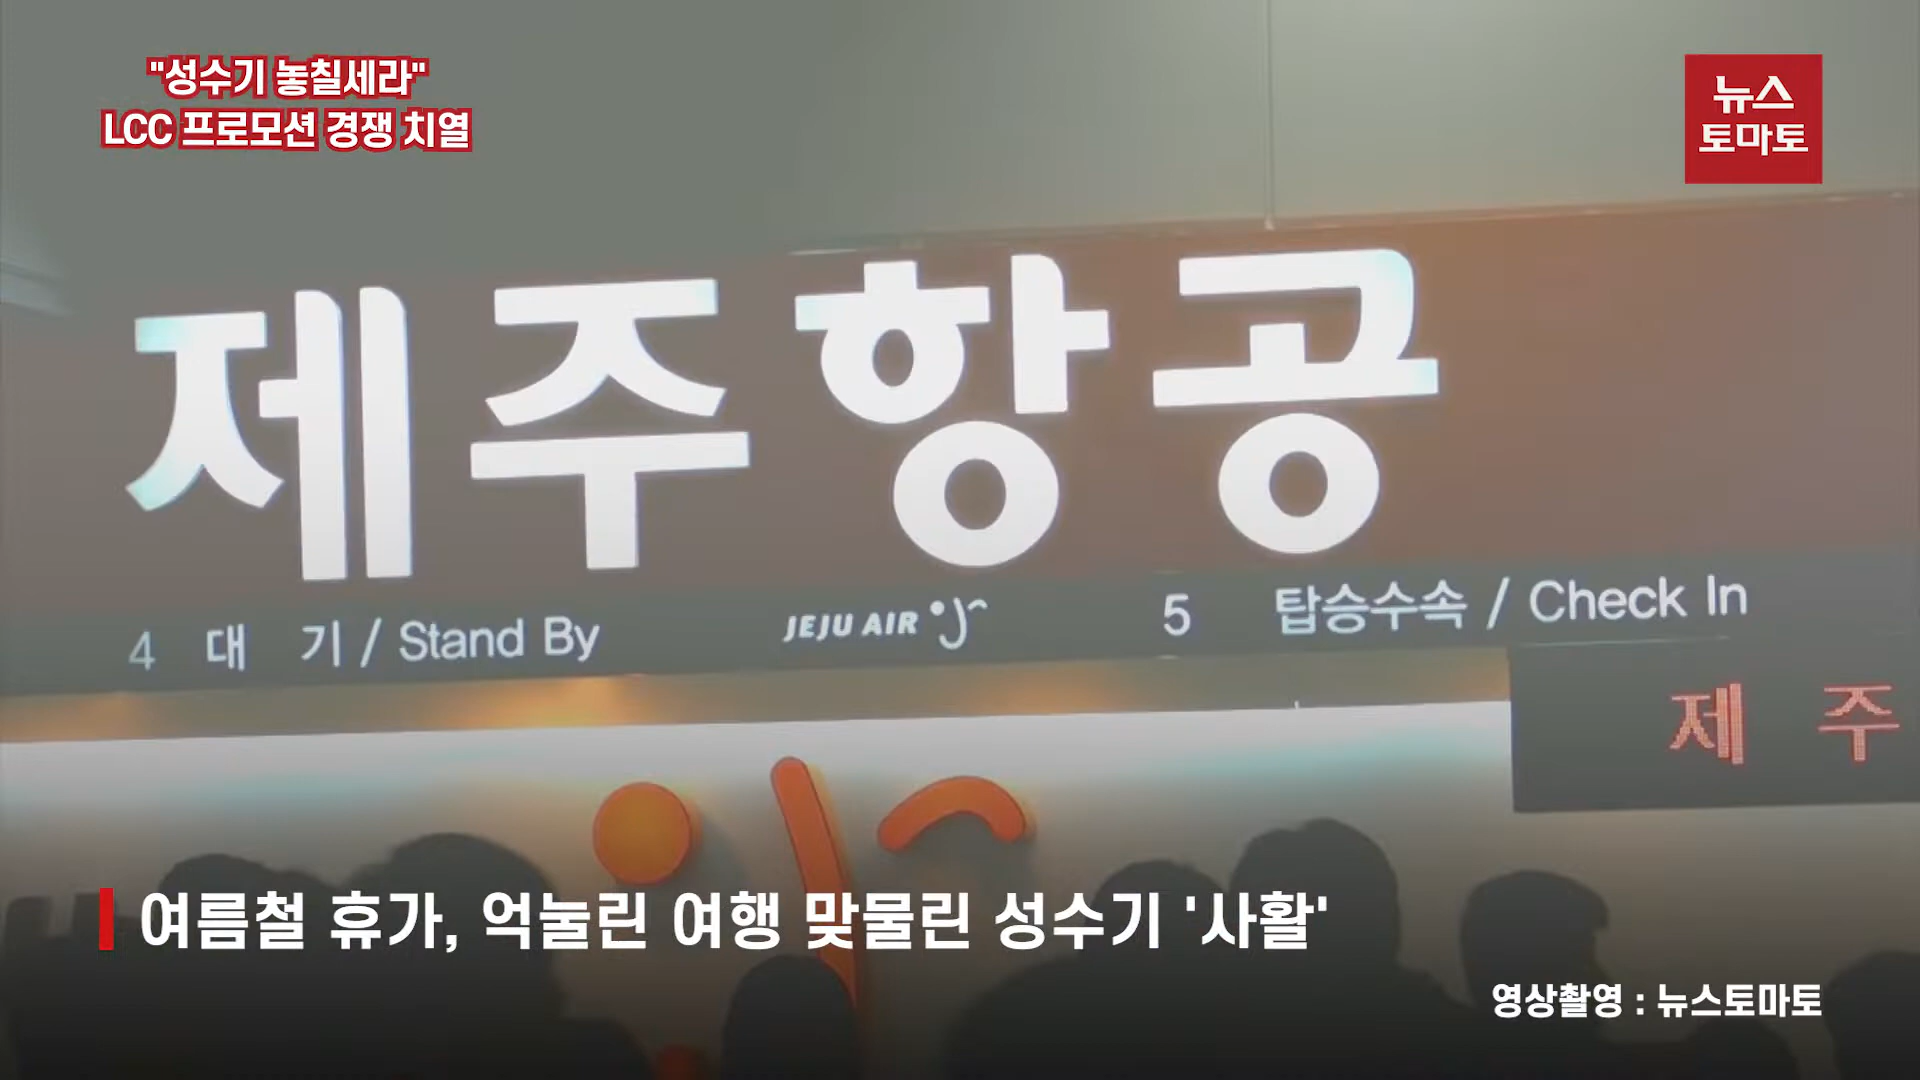 "성수기 놓칠세라"
LCC 프로모션 경쟁 치열
뉴스
토마토
제주항공
4 대 기 / Stand By
JEJU AIR
5 탑승수속 / Check In
제 주
여름철 휴가, 억눌린 여행 맞물린 성수기 '사활'
영상촬영 : 뉴스토마토